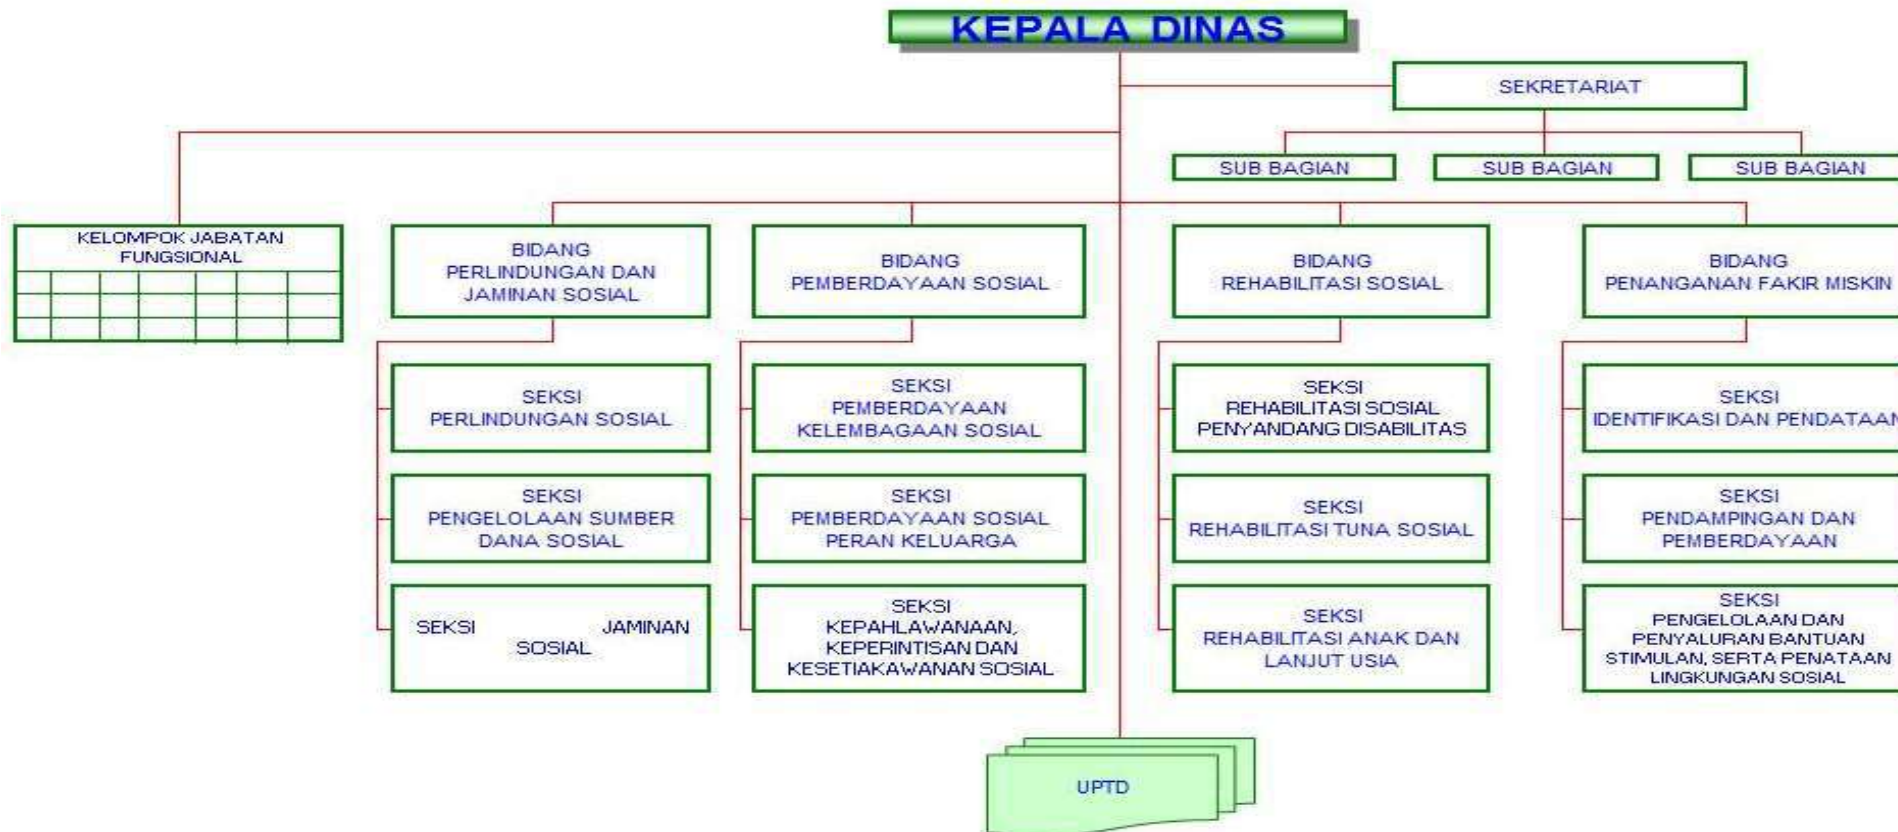 KEPALA DINAS
SEKRETARIAT
SUB BAGIAN
SUB BAGIAN
SUB BAGIAN
KELOMPOK JABATAN
FUNGSIONAL
BIDANG
PERLINDUNGAN DAN
JAMINAN SOSIAL
BIDANG
PEMBERDAYAAN SOSIAL
BIDANG
REHABILITASI SOSIAL
BIDANG
PENANGANAN FAKIR MISKIN
SEKSI
PERLINDUNGAN SOSIAL
SEKSI
PEMBERDAYAAN
KELEMBAGAAN SOSIAL
SEKSI
REHABILITASI SOSIAL
PENYANDANG DISABILITAS
SEKSI
IDENTIFIKASI DAN PENDATAAN
SEKSI
PENGELOLAAN SUMBER
DANA SOSIAL
SEKSI
PEMBERDAYAAN SOSIAL
PERAN KELUARGA
SEKSI
REHABILITASI TUNA SOSIAL
SEKSI
PENDAMPINGAN DAN
PEMBERDAYAAN
SEKSI JAMINAN
SOSIAL
SEKSI
KEPAHLAWANAAN,
KEPERINTISAN DAN
KESETIAKAWANAN SOSIAL
SEKSI
REHABILITASI ANAK DAN
LANJUT USIA
SEKSI
PENGELOLAAN DAN
PENYALURAN BANTUAN
STIMULAN, SERTA PENATAAN
LINGKUNGAN SOSIAL
UPTD